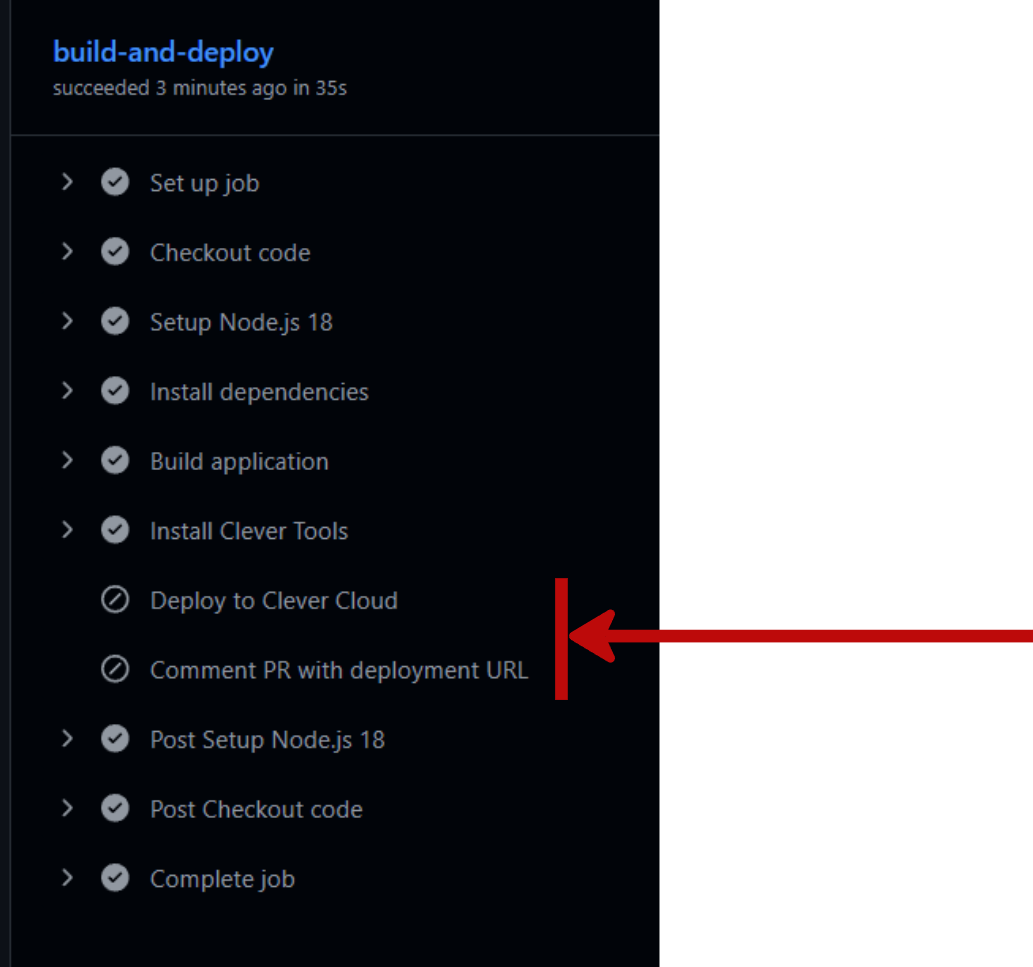 build-and-deploy
succeeded 3 minutes ago in 35s
Set up job
Checkout code
Setup Node.js 18
Install dependencies
Build application
Install Clever Tools
Deploy to Clever Cloud
Comment PR with deployment URL
Post Setup Node.js 18
Post Checkout code
Complete job